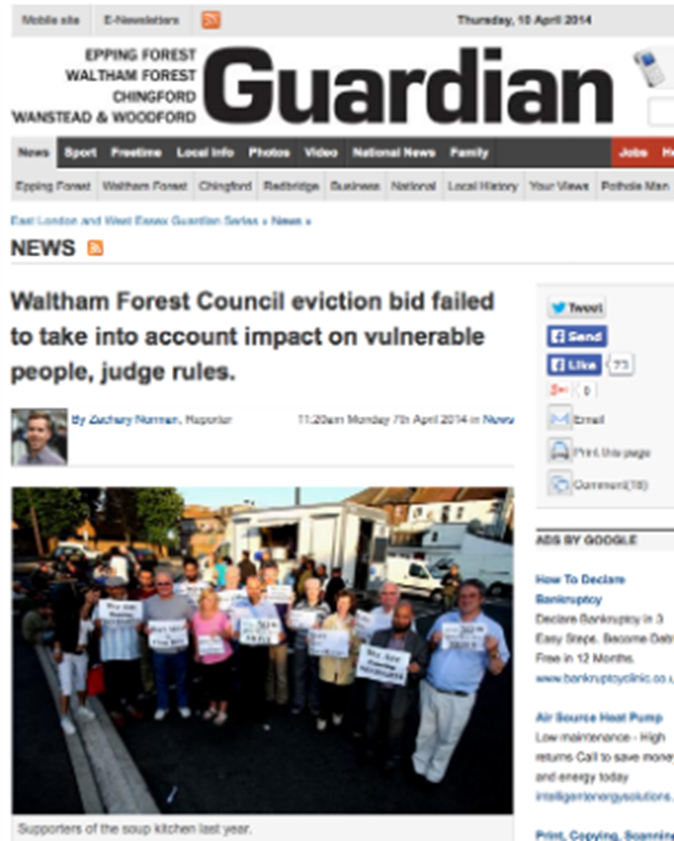 Mobile site E-Newsletters
Thursday, 10 April 2014
EPPING FOREST
WALTHAM FOREST
CHINGFORD
WANSTEAD & WOODFORD
Guardian
News Sport Freetime Local Info Photos Video National News Family Jobs
Epping Forest Waltham Forest Chingford Redbridge Business National Local History Your Views Pothole Man
East London and West Essex Guardian Series » News »
NEWS
Waltham Forest Council eviction bid failed
to take into account impact on vulnerable
people, judge rules.
By Zachary Norman, Reporter
11:20am Monday 7th April 2014 in News
Supporters of the soup kitchen last year.
Tweet
Send
Like 73
0
Email
Print this page
Comment(18)
ADS BY GOOGLE
How To Declare
Bankruptcy
Declare Bankruptcy in 3
Easy Steps. Become Debt
Free in 12 Months.
www.bankruptcyclinic.co.u
Air Source Heat Pump
Low maintenance - High
returns Call to save money
and energy today
intelligentenergysolutions.
Print, Copying, Scanning